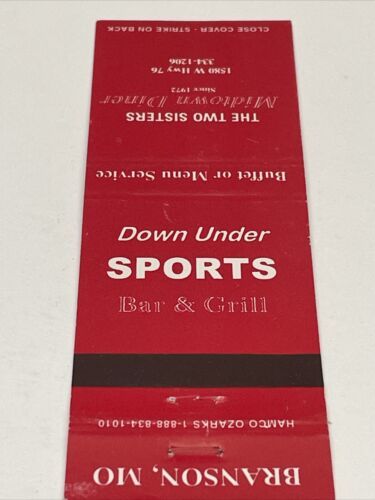 CLOSE COVER - STRIKE ON BACK
THE TWO SISTERS
Midtown Diner
Since 1972
1580 W Hwy 76
334-1206
Buffet or Menu Service
Down Under
SPORTS
Bar & Grill
HAMCO OZARKS 1-888-834-1010
BRANSON, MO